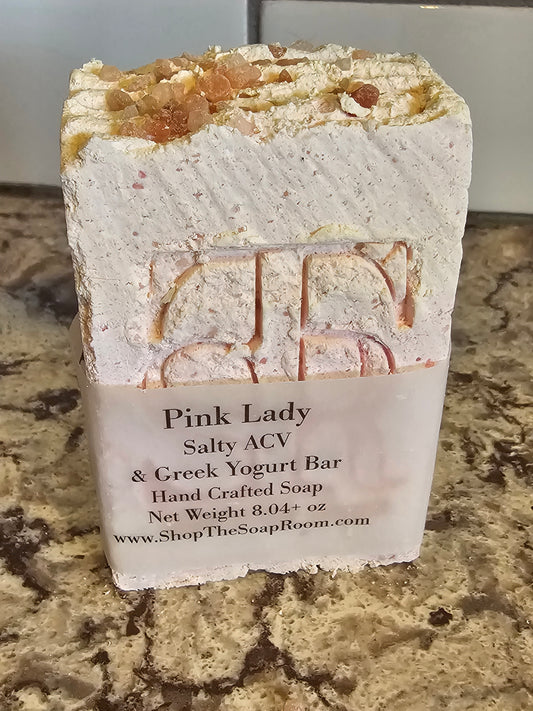 Pink Lady
Salty ACV
& Greek Yogurt Bar
Hand Crafted Soap
Net Weight 8.04+ oz
www.ShopTheSoapRoom.com